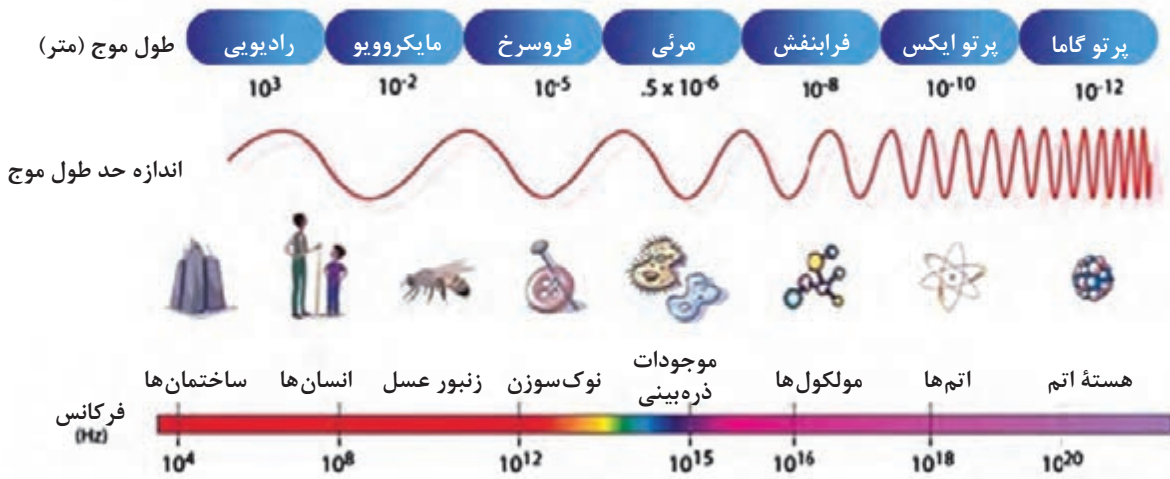 طول موج (متر)
رادیویی مایکروویو فروسرخ مرئی فرابنفش پرتو ایکس پرتو گاما
10³ 10⁻² 10⁻⁵ .5 x 10⁻⁶ 10⁻⁸ 10⁻¹⁰ 10⁻¹²
اندازه حد طول موج
ساختمان‌ها انسان‌ها زنبور عسل نوک‌سوزن موجودات ذره‌بینی مولکول‌ها اتم‌ها هستهٔ اتم
فرکانس
(Hz)
10⁴ 10⁸ 10¹² 10¹⁵ 10¹⁶ 10¹⁸ 10²⁰